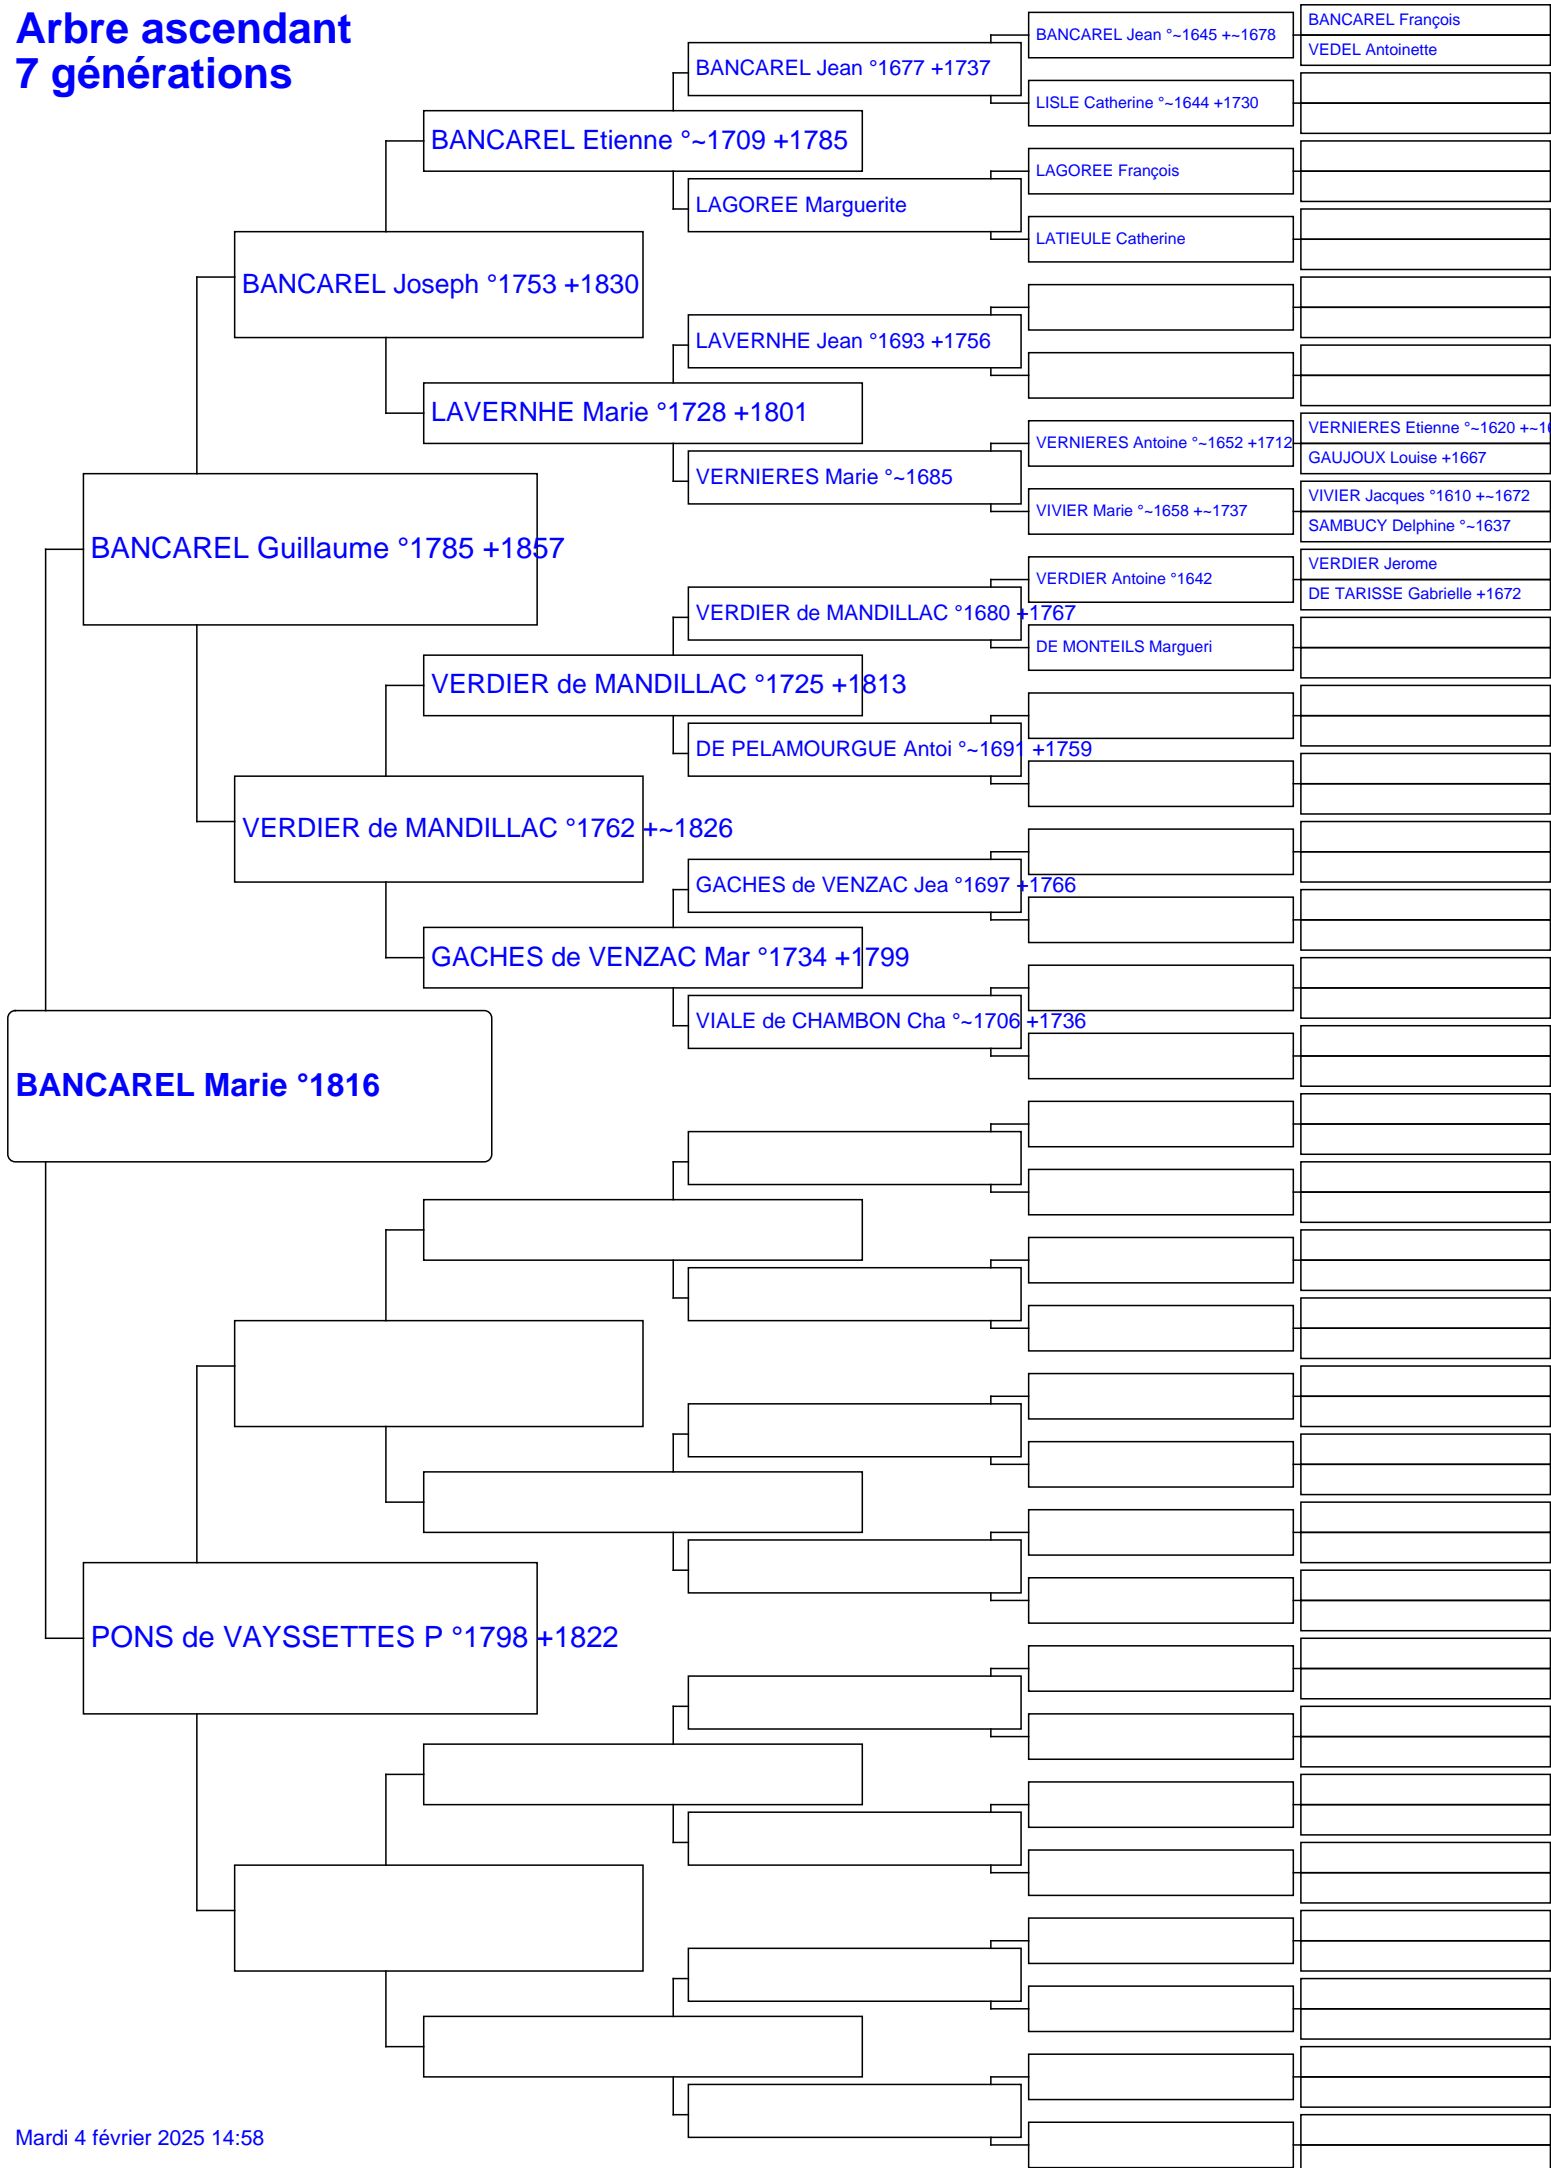 Arbre ascendant
7 générations
BANCAREL Marie °1816
BANCAREL Guillaume °1785 +1857
PONS de VAYSSETTES P °1798 +1822
BANCAREL Joseph °1753 +1830
VERDIER de MANDILLAC °1762 +~1826
BANCAREL Etienne °~1709 +1785
LAVERNHE Marie °1728 +1801
VERDIER de MANDILLAC °1725 +1813
GACHES de VENZAC Mar °1734 +1799
BANCAREL Jean °1677 +1737
LAGOREE Marguerite
LAVERNHE Jean °1693 +1756
VERNIERES Marie °~1685
VERDIER de MANDILLAC °1680 +1767
DE PELAMOURGUE Antoi °~1691 +1759
GACHES de VENZAC Jea °1697 +1766
VIALE de CHAMBON Cha °~1706 +1736
BANCAREL Jean °~1645 +~1678
LISLE Catherine °~1644 +1730
LAGOREE François
LATIEULE Catherine
VERNIERES Antoine °~1652 +1712
VIVIER Marie °~1658 +~1737
VERDIER Antoine °1642
DE MONTEILS Margueri
BANCAREL François
VEDEL Antoinette
VERNIERES Etienne °~1620
GAUJOUX Louise +1667
VIVIER Jacques °1610 +~1672
SAMBUCY Delphine °~1637
VERDIER Jerome
DE TARISSE Gabrielle +1672
Mardi 4 février 2025 14:58